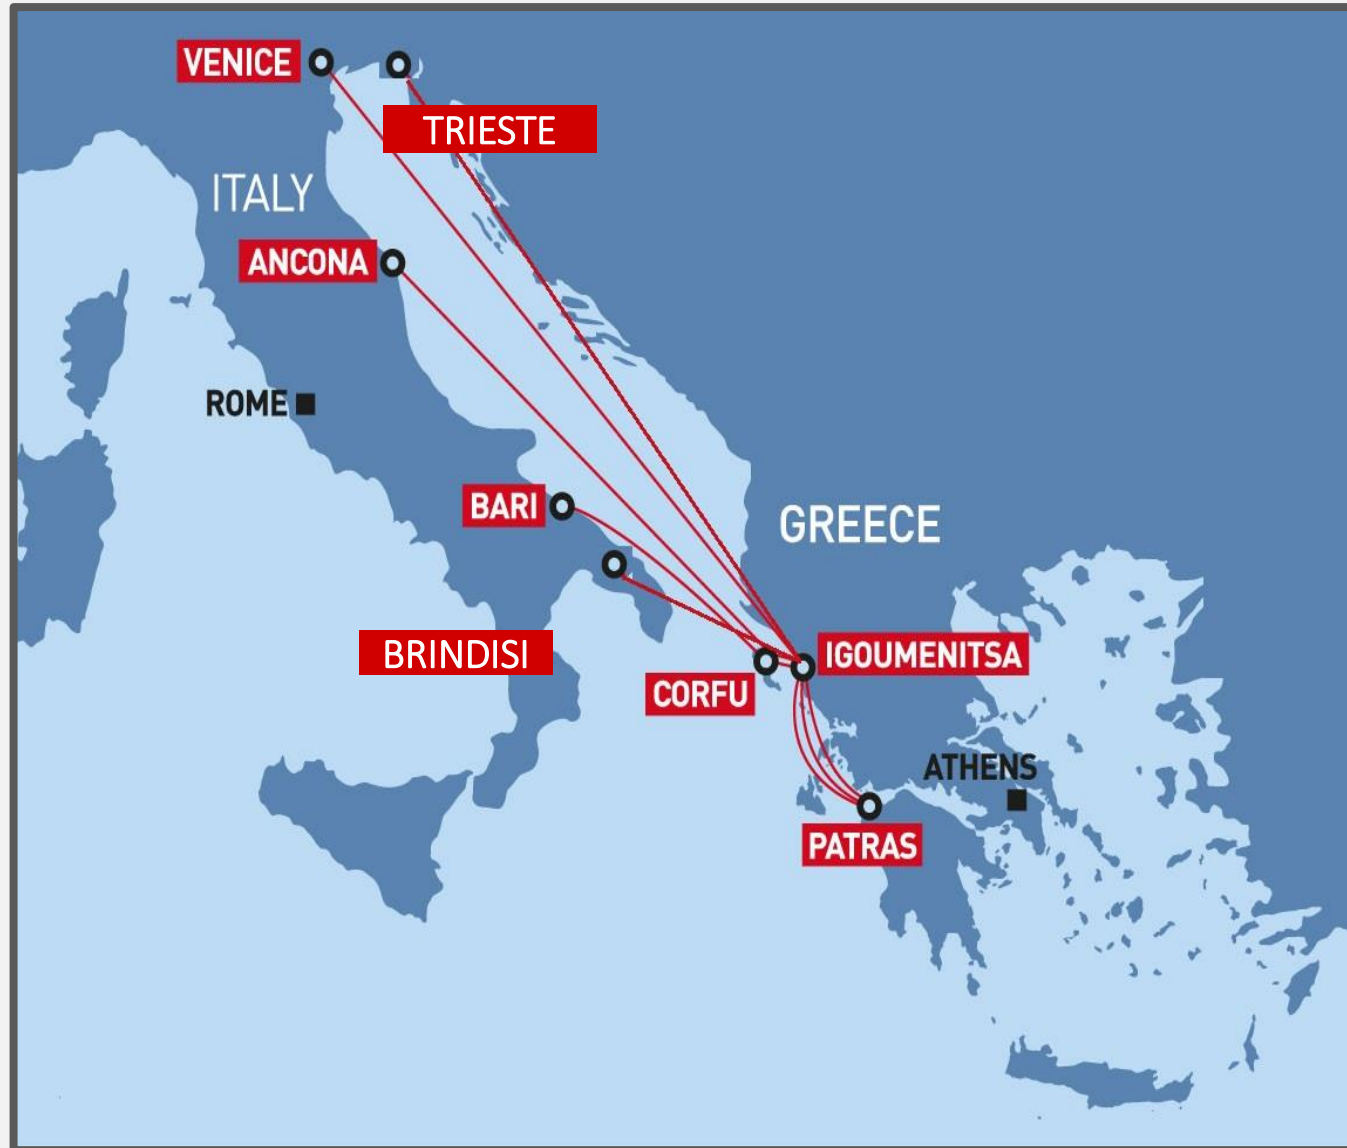 VENICE
TRIESTE
ITALY
ANCONA
ROME
BARI
GREECE
BRINDISI
IGOUMENITSA
CORFU
ATHENS
PATRAS